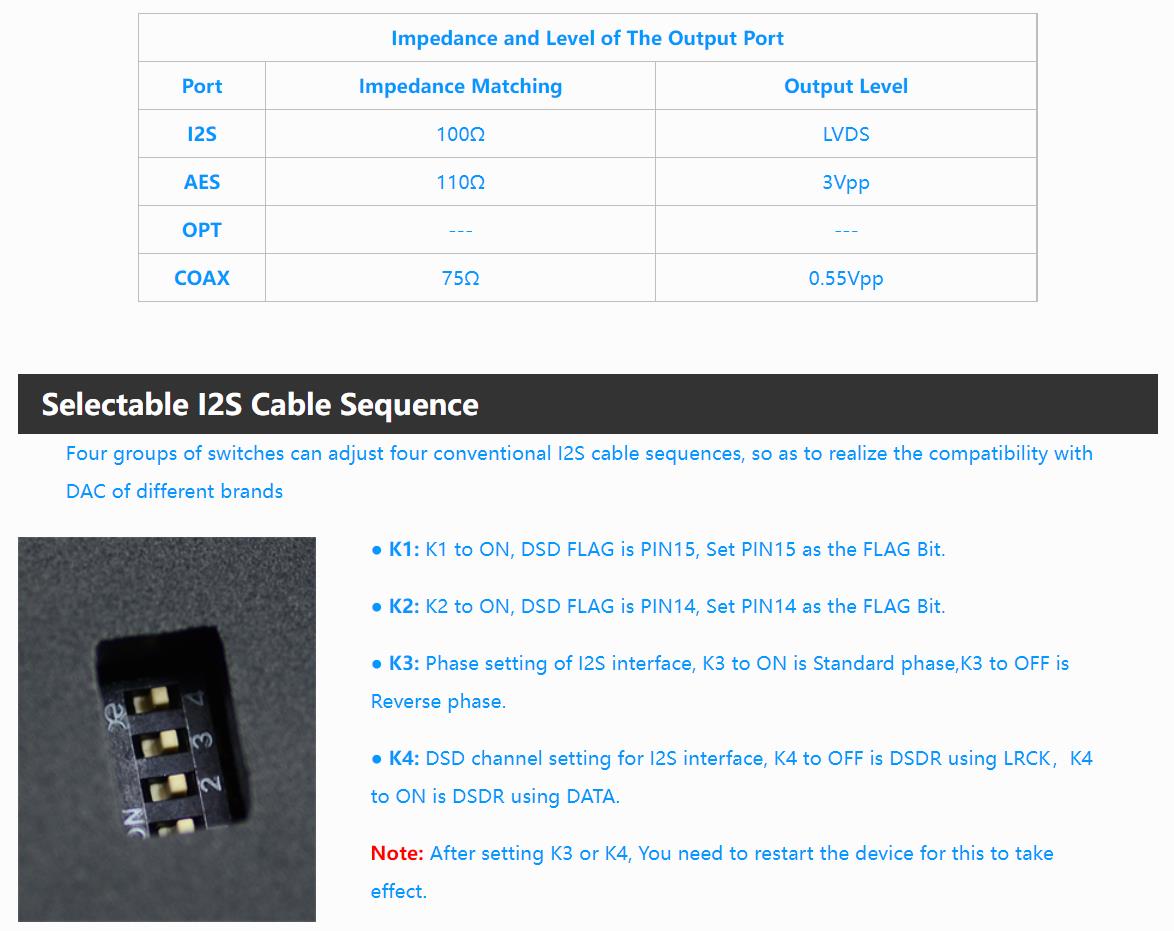 Impedance and Level of The Output Port
Port Impedance Matching Output Level
I2S 100Ω LVDS
AES 110Ω 3Vpp
OPT --- ---
COAX 75Ω 0.55Vpp
Selectable I2S Cable Sequence
Four groups of switches can adjust four conventional I2S cable sequences, so as to realize the compatibility with
DAC of different brands
● K1: K1 to ON, DSD FLAG is PIN15, Set PIN15 as the FLAG Bit.
● K2: K2 to ON, DSD FLAG is PIN14, Set PIN14 as the FLAG Bit.
● K3: Phase setting of I2S interface, K3 to ON is Standard phase,K3 to OFF is
Reverse phase.
● K4: DSD channel setting for I2S interface, K4 to OFF is DSDR using LRCK，K4
to ON is DSDR using DATA.
Note: After setting K3 or K4, You need to restart the device for this to take
effect.
4
3
2
ON